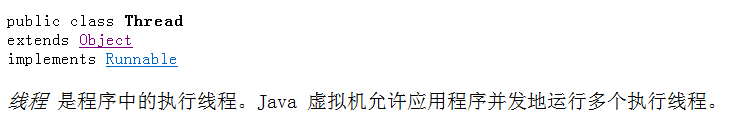 public class Thread
extends Object
implements Runnable
线程 是程序中的执行线程。Java 虚拟机允许应用程序并发地运行多个执行线程。